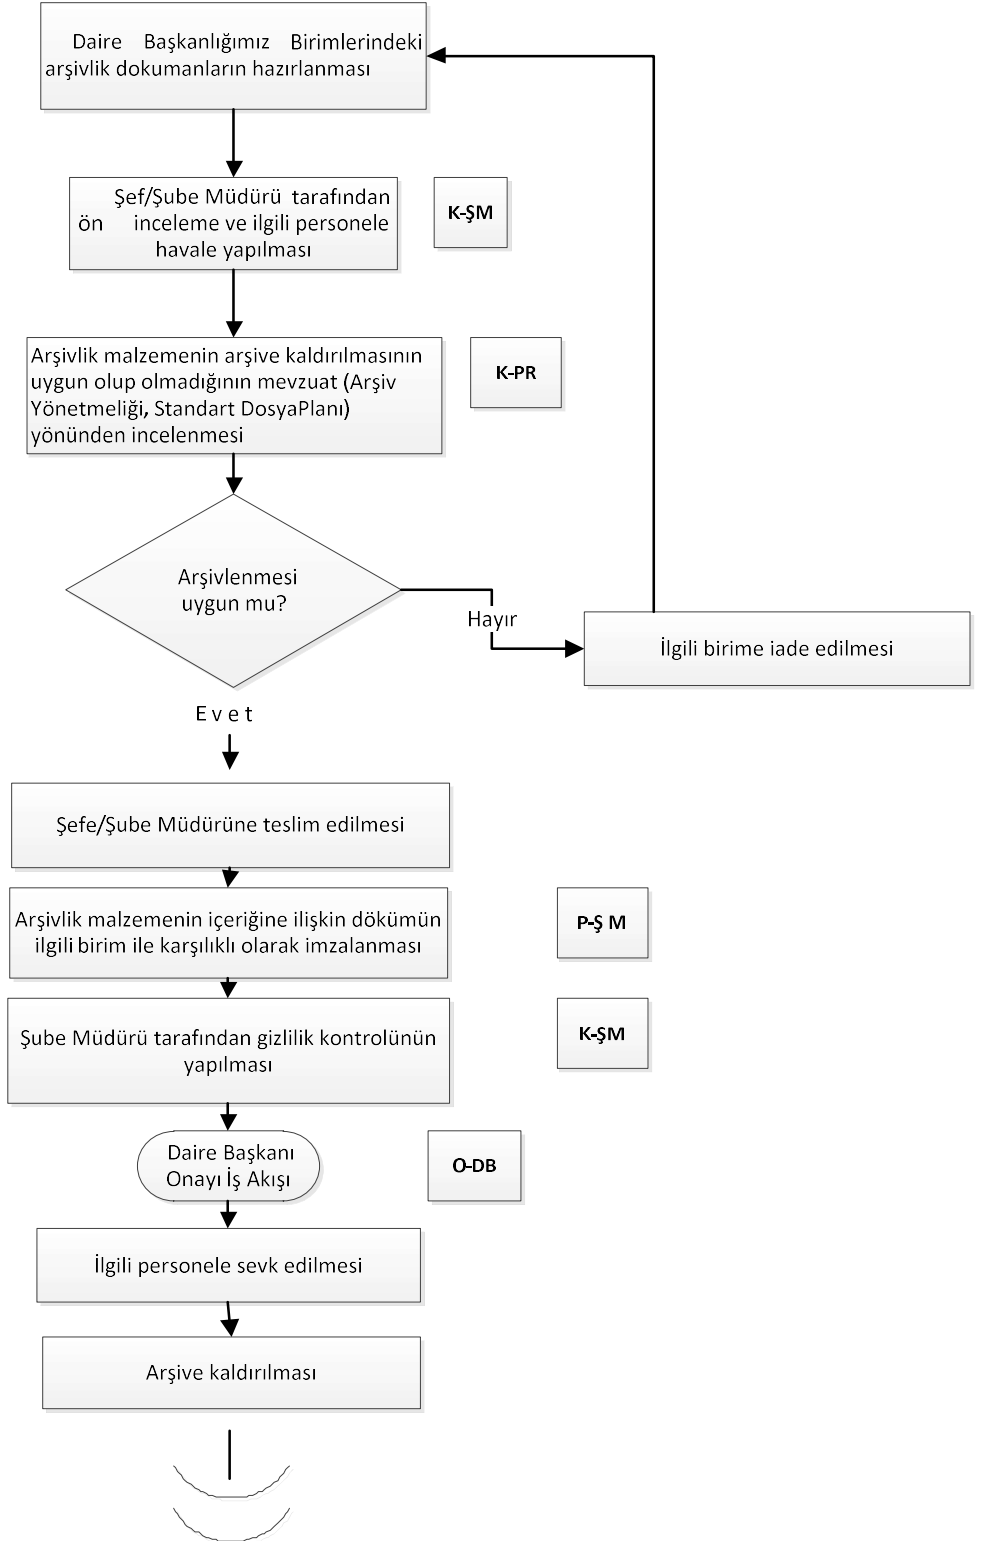 Daire Başkanlığımız Birimlerindeki
arşivlik dokumanların hazırlanması
Şef/Şube Müdürü tarafından
ön inceleme ve ilgili personele
havale yapılması
K-ŞM
Arşivlik malzemenin arşive kaldırılmasının
uygun olup olmadığının mevzuat (Arşiv
Yönetmeliği, Standart DosyaPlanı)
yönünden incelenmesi
K-PR
Arşivlenmesi
uygun mu?
Hayır
İlgili birime iade edilmesi
E v e t
Şefe/Şube Müdürüne teslim edilmesi
Arşivlik malzemenin içeriğine ilişkin dökümün
ilgili birim ile karşılıklı olarak imzalanması
P-Ş M
Şube Müdürü tarafından gizlilik kontrolünün
yapılması
K-ŞM
Daire Başkanı
Onayı İş Akışı
O-DB
İlgili personele sevk edilmesi
Arşive kaldırılması